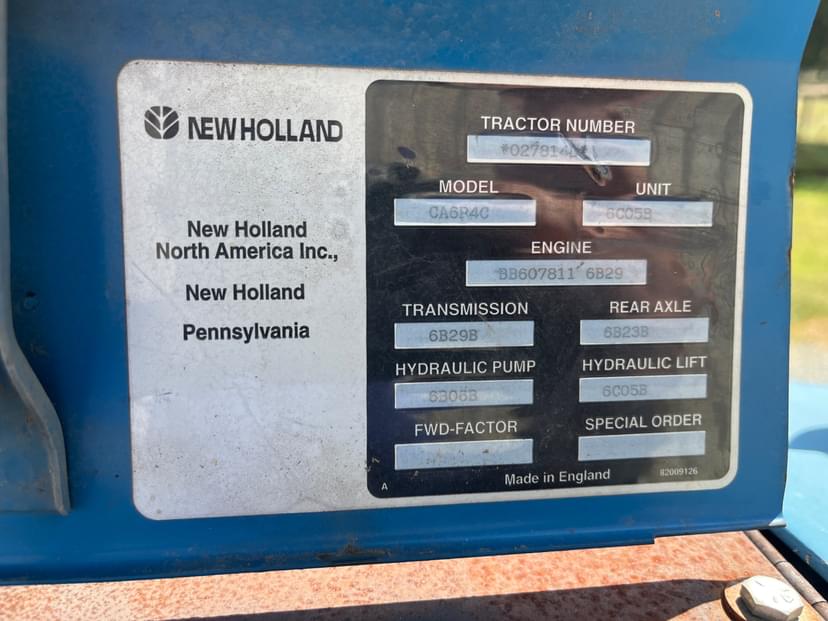 NEW HOLLAND
New Holland
North America Inc.,
New Holland
Pennsylvania
TRACTOR NUMBER
MODEL
UNIT
CA6P4C
6C05B
ENGINE
BB607811 6B29
TRANSMISSION
REAR AXLE
6B29B
6B23B
HYDRAULIC PUMP
HYDRAULIC LIFT
6C05B
FWD-FACTOR
SPECIAL ORDER
Made in England
82009126
A